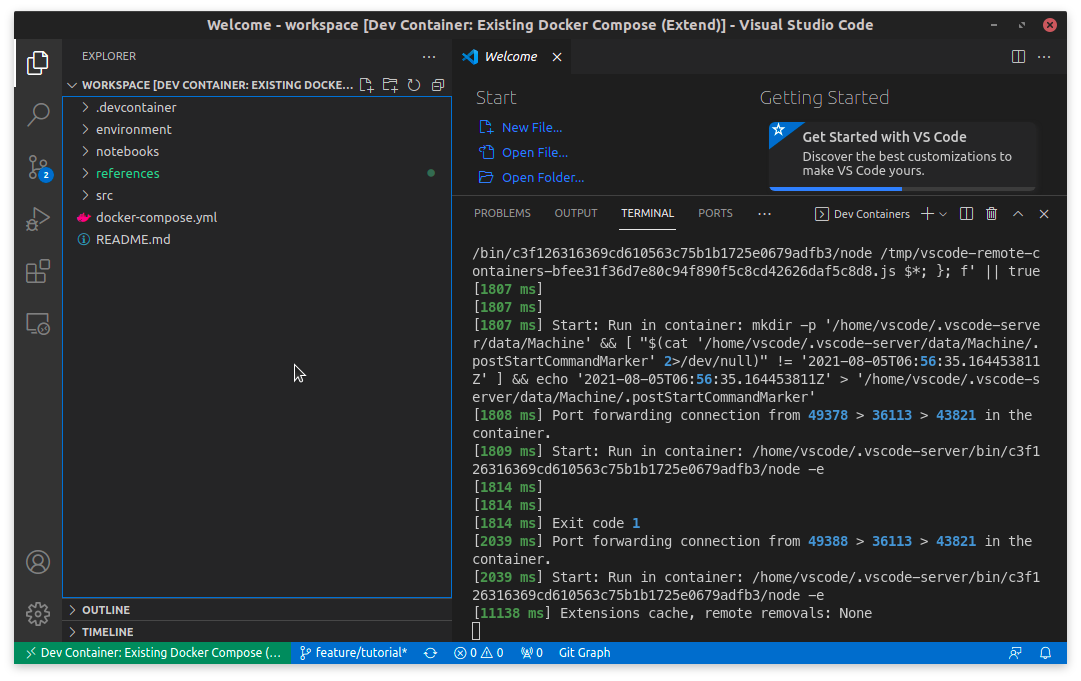 Welcome - workspace [Dev Container: Existing Docker Compose (Extend)] - Visual Studio Code
EXPLORER
WORKSPACE [DEV CONTAINER: EXISTING DOCKE...
.devcontainer
environment
notebooks
references
src
docker-compose.yml
README.md
OUTLINE
TIMELINE
2
Welcome
Start
New File...
Open File...
Open Folder...
Getting Started
Get Started with VS Code
Discover the best customizations to
make VS Code yours.
PROBLEMS OUTPUT TERMINAL PORTS ... Dev Containers
/bin/c3f126316369cd610563c75b1b1725e0679adfb3/node /tmp/vscode-remote-c
ontainers-bfee31f36d7e80c94f890f5c8cd42626daf5c8d8.js $*; }; f' || true
[1807 ms]
[1807 ms]
[1807 ms] Start: Run in container: mkdir -p '/home/vscode/.vscode-serve
r/data/Machine' && [ "$(cat '/home/vscode/.vscode-server/data/Machine/.
postStartCommandMarker' 2>/dev/null)" != '2021-08-05T06:56:35.164453811
Z' ] && echo '2021-08-05T06:56:35.164453811Z' > '/home/vscode/.vscode-s
erver/data/Machine/.postStartCommandMarker'
[1808 ms] Port forwarding connection from 49378 > 36113 > 43821 in the
container.
[1809 ms] Start: Run in container: /home/vscode/.vscode-server/bin/c3f1
26316369cd610563c75b1b1725e0679adfb3/node -e
[1814 ms]
[1814 ms]
[1814 ms] Exit code 1
[2039 ms] Port forwarding connection from 49388 > 36113 > 43821 in the
container.
[2039 ms] Start: Run in container: /home/vscode/.vscode-server/bin/c3f1
26316369cd610563c75b1b1725e0679adfb3/node -e
[11138 ms] Extensions cache, remote removals: None
Dev Container: Existing Docker Compose (... feature/tutorial* 0 0 0 Git Graph